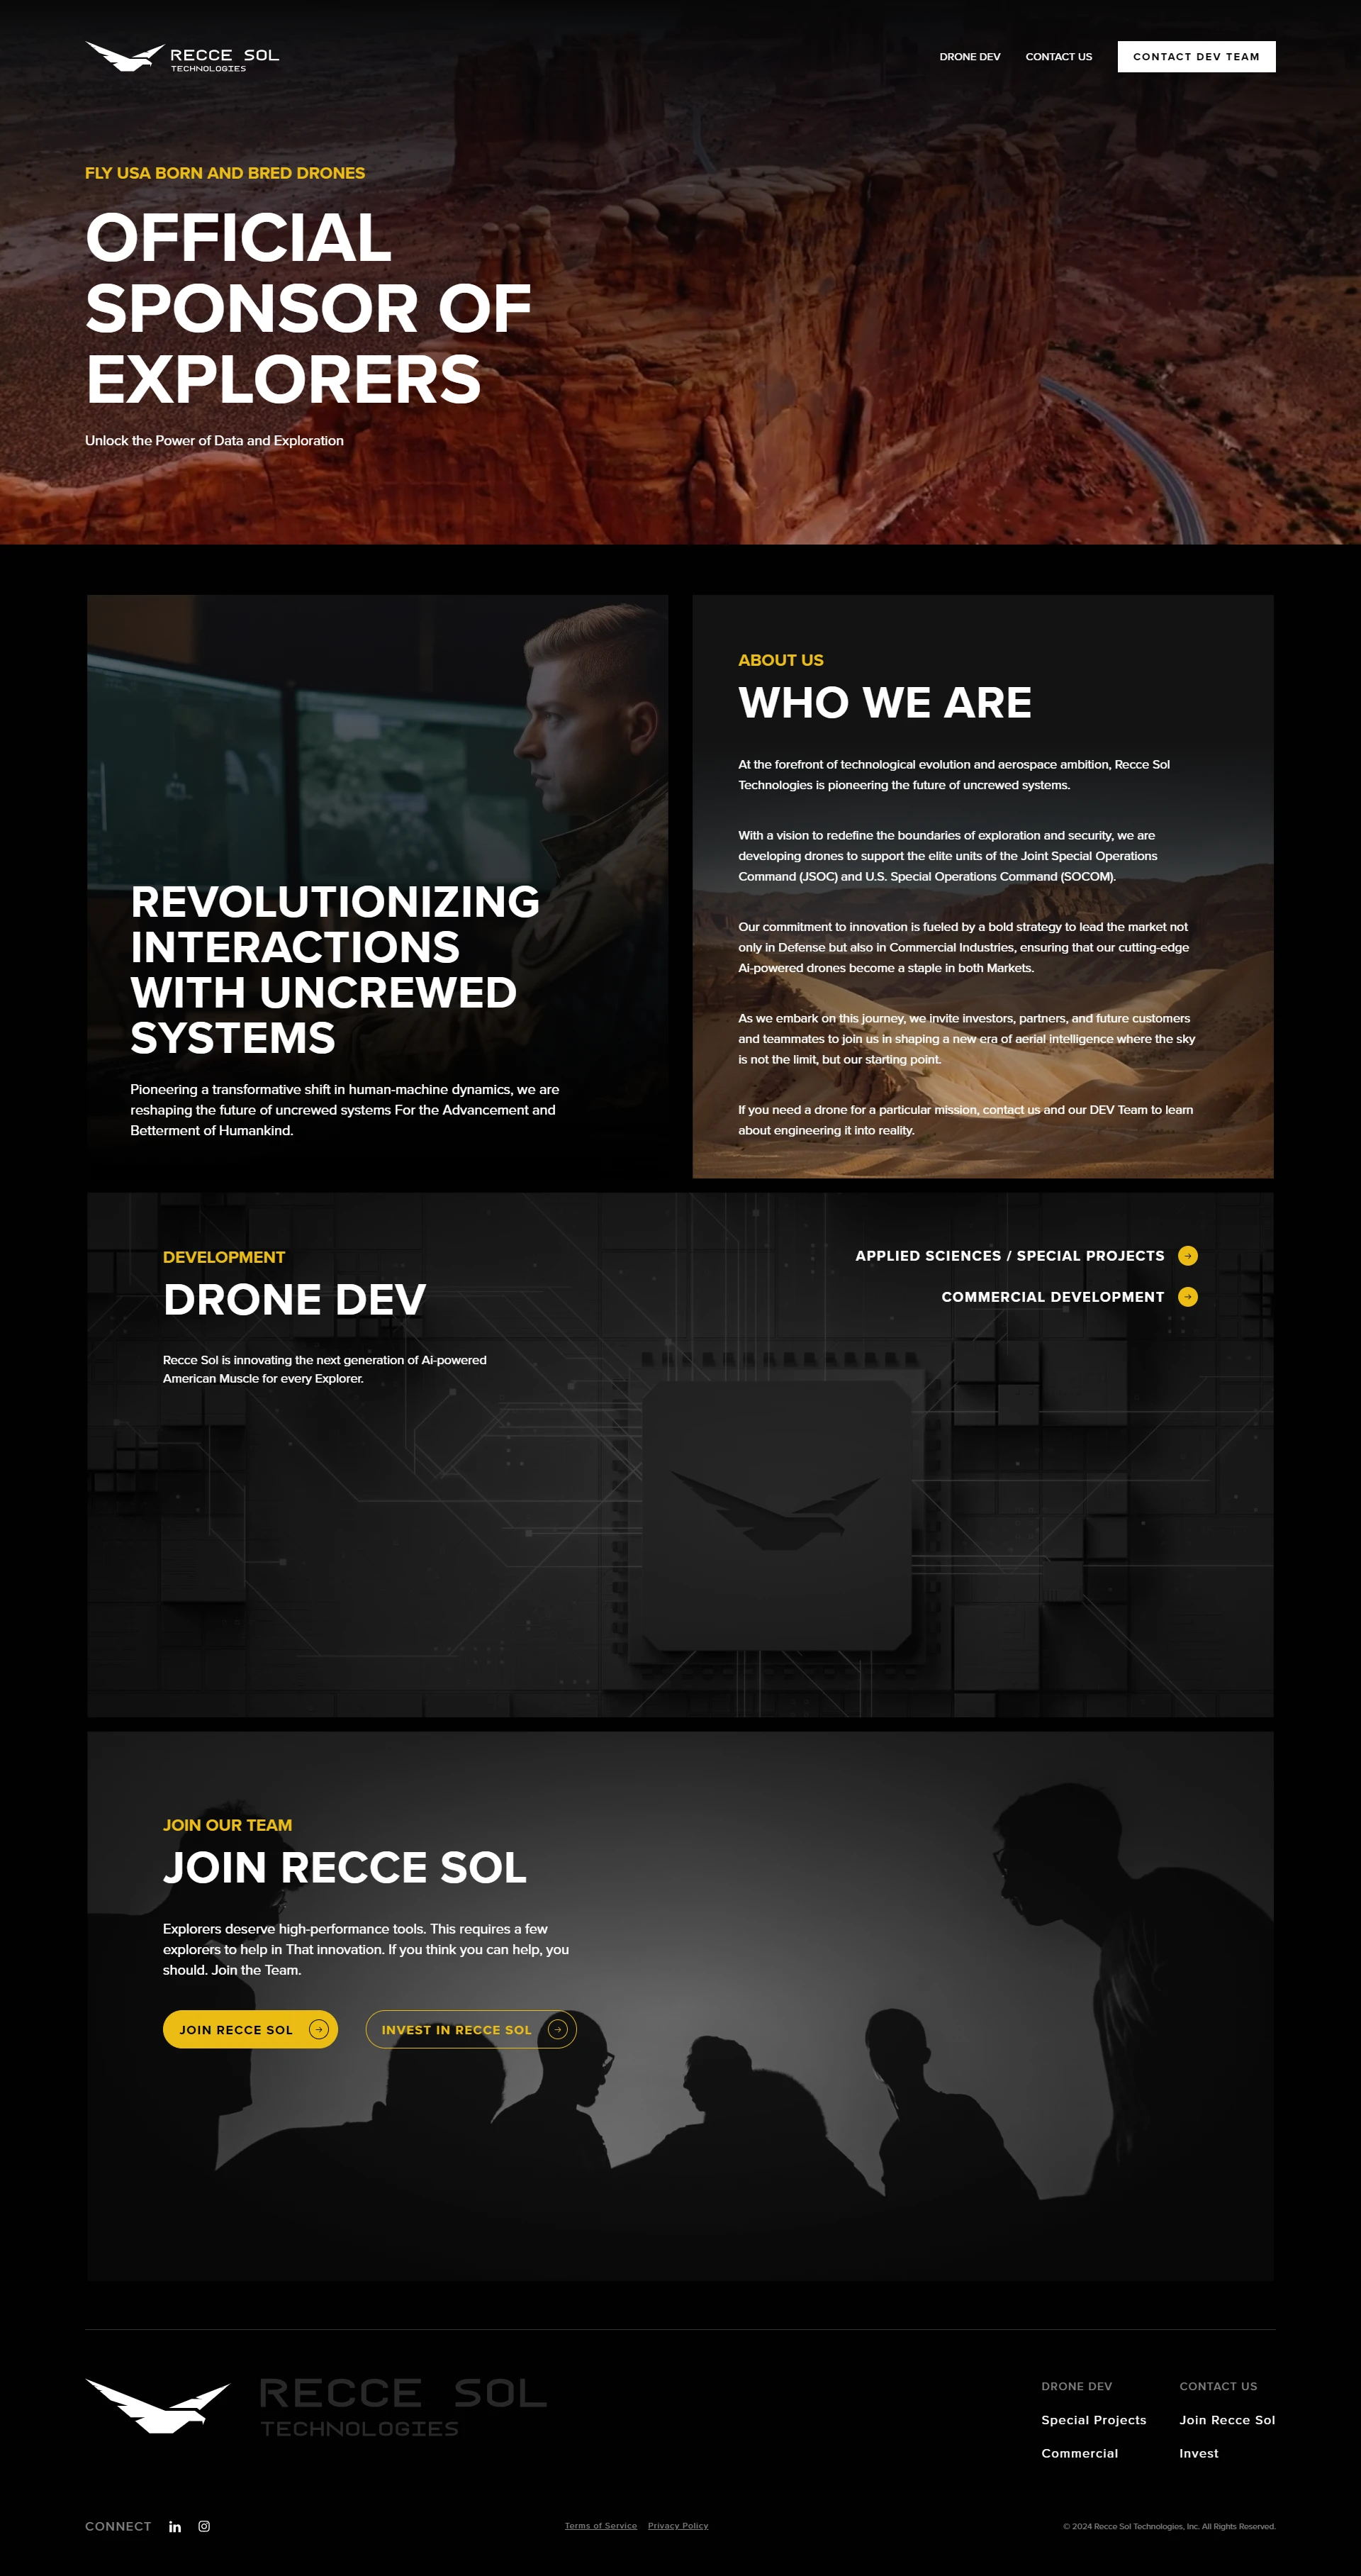 RECCE SOL
TECHNOLOGIES
DRONE DEV
CONTACT US
CONTACT DEV TEAM
FLY USA BORN AND BRED DRONES
OFFICIAL
SPONSOR OF
EXPLORERS
Unlock the Power of Data and Exploration
REVOLUTIONIZING
INTERACTIONS
WITH UNCREWED
SYSTEMS
Pioneering a transformative shift in human-machine dynamics, we are
reshaping the future of uncrewed systems For the Advancement and
Betterment of Humankind.
ABOUT US
WHO WE ARE
At the forefront of technological evolution and aerospace ambition, Recce Sol
Technologies is pioneering the future of uncrewed systems.
With a vision to redefine the boundaries of exploration and security, we are
developing drones to support the elite units of the Joint Special Operations
Command (JSOC) and U.S. Special Operations Command (SOCOM).
Our commitment to innovation is fueled by a bold strategy to lead the market not
only in Defense but also in Commercial Industries, ensuring that our cutting-edge
Ai-powered drones become a staple in both Markets.
As we embark on this journey, we invite investors, partners, and future customers
and teammates to join us in shaping a new era of aerial intelligence where the sky
is not the limit, but our starting point.
If you need a drone for a particular mission, contact us and our DEV Team to learn
about engineering it into reality.
DEVELOPMENT
DRONE DEV
Recce Sol is innovating the next generation of Ai-powered
American Muscle for every Explorer.
APPLIED SCIENCES / SPECIAL PROJECTS
COMMERCIAL DEVELOPMENT
JOIN OUR TEAM
JOIN RECCE SOL
Explorers deserve high-performance tools. This requires a few
explorers to help in That innovation. If you think you can help, you
should. Join the Team.
JOIN RECCE SOL
INVEST IN RECCE SOL
RECCE SOL
TECHNOLOGIES
DRONE DEV
Special Projects
Commercial
CONTACT US
Join Recce Sol
Invest
CONNECT
Terms of Service
Privacy Policy
© 2024 Recce Sol Technologies, Inc. All Rights Reserved.